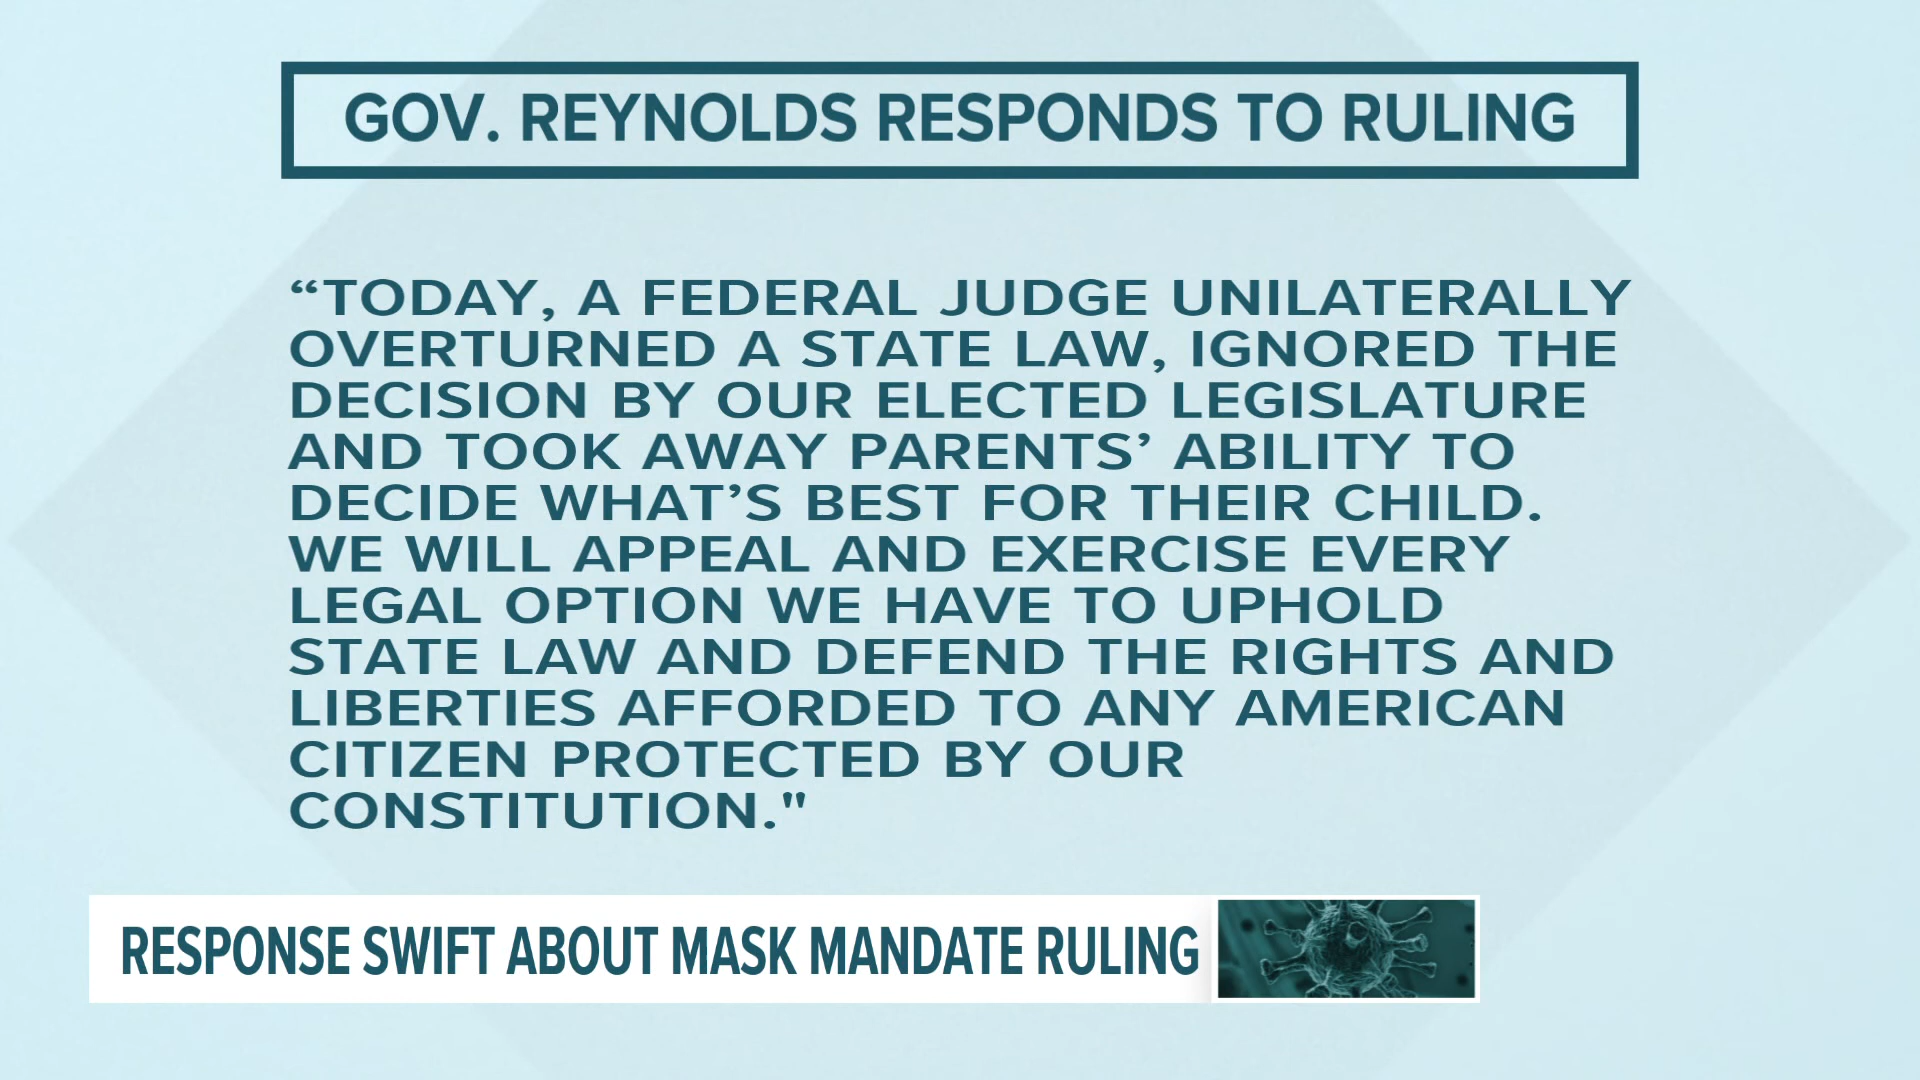 GOV. REYNOLDS RESPONDS TO RULING
“TODAY, A FEDERAL JUDGE UNILATERALLY
OVERTURNED A STATE LAW, IGNORED THE
DECISION BY OUR ELECTED LEGISLATURE
AND TOOK AWAY PARENTS’ ABILITY TO
DECIDE WHAT’S BEST FOR THEIR CHILD.
WE WILL APPEAL AND EXERCISE EVERY
LEGAL OPTION WE HAVE TO UPHOLD
STATE LAW AND DEFEND THE RIGHTS AND
LIBERTIES AFFORDED TO ANY AMERICAN
CITIZEN PROTECTED BY OUR
CONSTITUTION."
RESPONSE SWIFT ABOUT MASK MANDATE RULING